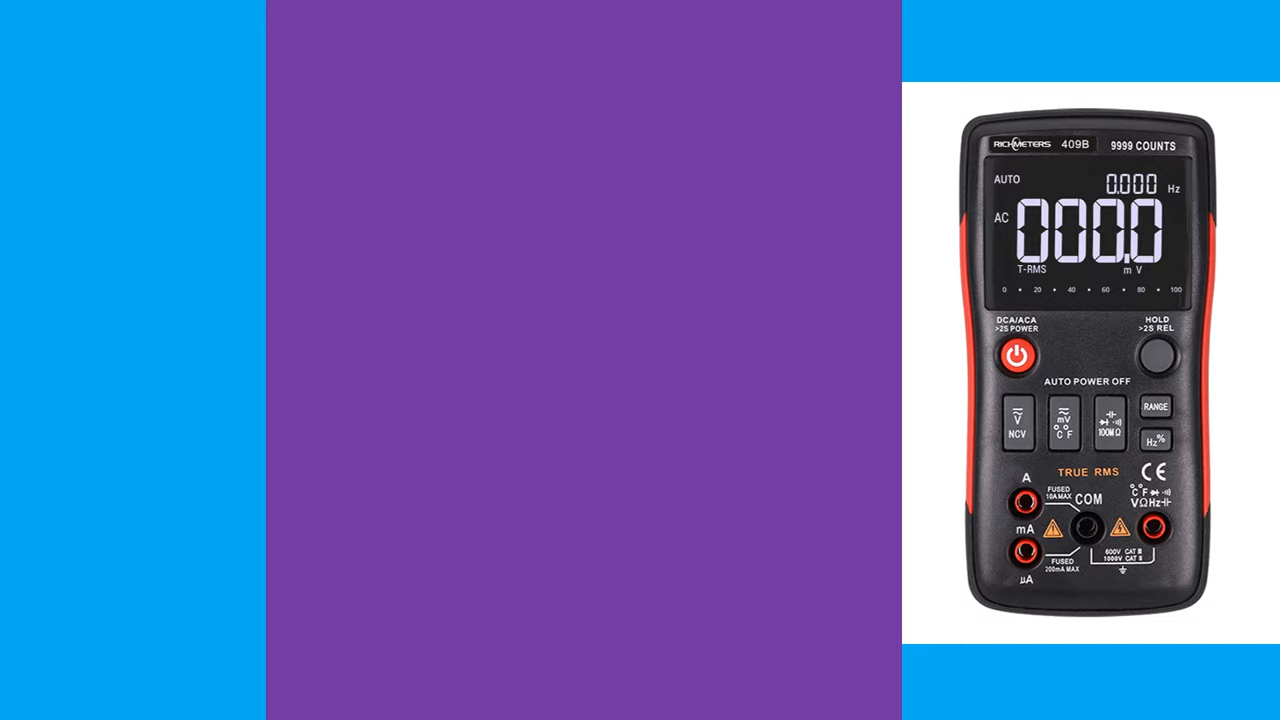 RICHMETERS 409B 9999 COUNTS
AUTO 0.000 Hz
AC 000.0
T-RMS m V
0 20 40 60 80 100
DCA/ACA
>2S POWER
HOLD
>2S REL
AUTO POWER OFF
V
NCV
mV
°C °F
100MΩ
RANGE
Hz%
TRUE RMS CE
A
FUSED
10A MAX
COM
°C °F
VΩHz
mA
FUSED
200mA MAX
600V CAT III
1000V CAT II
μA